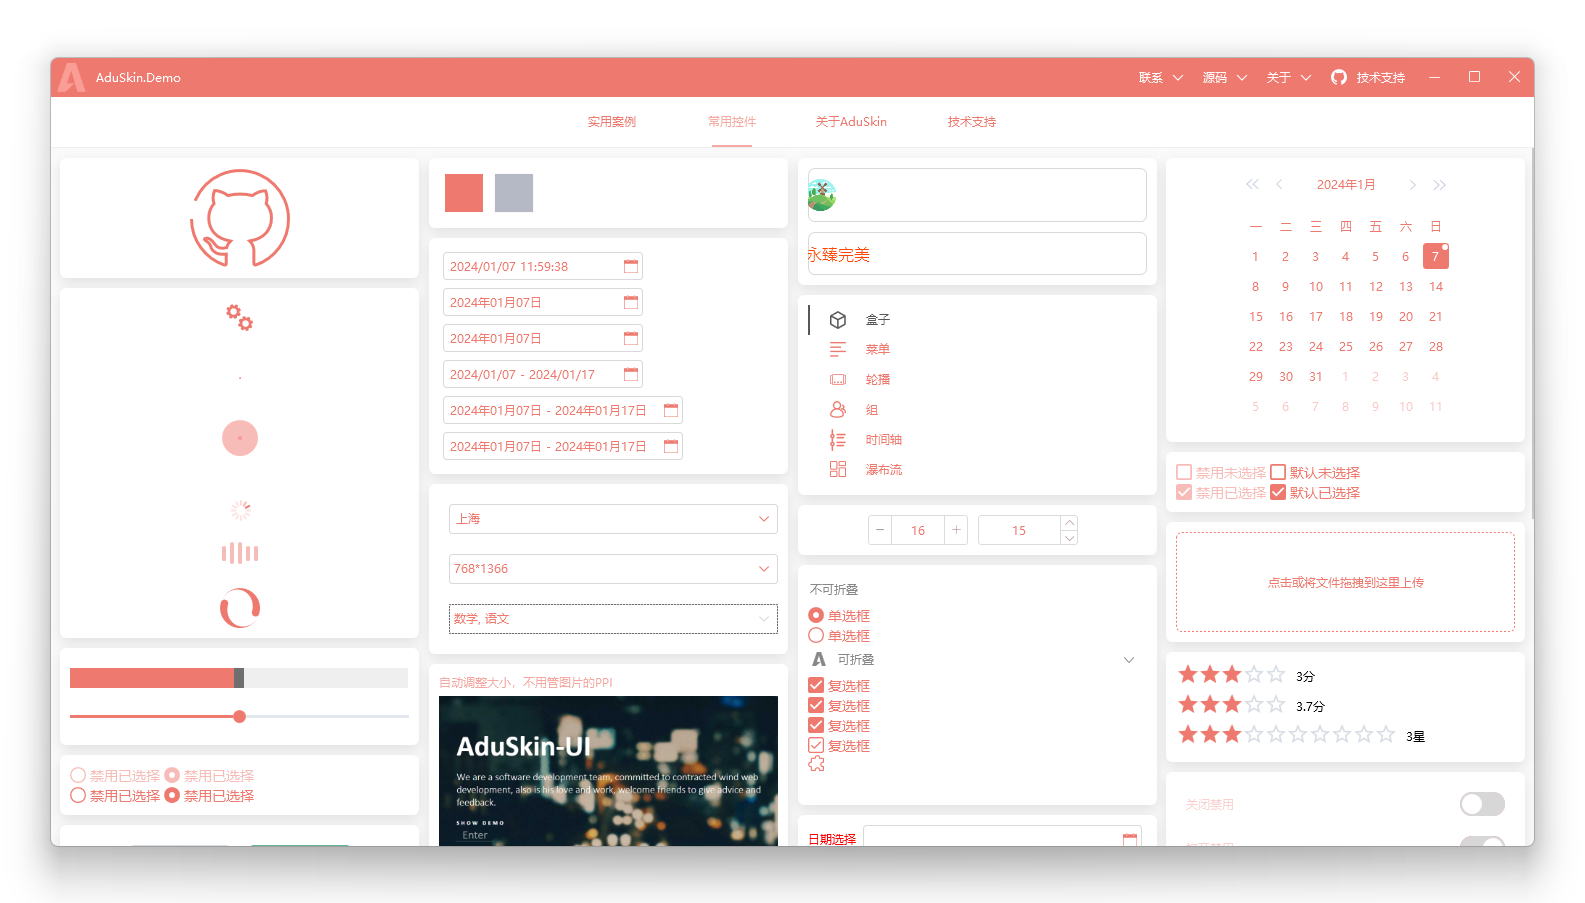 AduSkin.Demo
联系
源码
关于
技术支持
实用案例
常用控件
关于AduSkin
技术支持
禁用已选择 禁用已选择
禁用已选择 禁用已选择
2024/01/07 11:59:38
2024年01月07日
2024年01月07日
2024/01/07 - 2024/01/17
2024年01月07日 - 2024年01月17日
2024年01月07日 - 2024年01月17日
上海
768*1366
数学, 语文
自动调整大小，不用管图片的PPI
AduSkin-UI
We are a software development team, committed to contracted wind web
development, also is his love and work, welcome friends to give advice and
feedback.
SHOW DEMO
Enter
永臻完美
盒子
菜单
轮播
组
时间轴
瀑布流
16
15
不可折叠
单选框
单选框
可折叠
复选框
复选框
复选框
复选框
日期选择
2024年1月
一 二 三 四 五 六 日
1 2 3 4 5 6 7
8 9 10 11 12 13 14
15 16 17 18 19 20 21
22 23 24 25 26 27 28
29 30 31 1 2 3 4
5 6 7 8 9 10 11
禁用未选择 默认未选择
禁用已选择 默认已选择
点击或将文件拖拽到这里上传
3分
3.7分
3星
关闭禁用